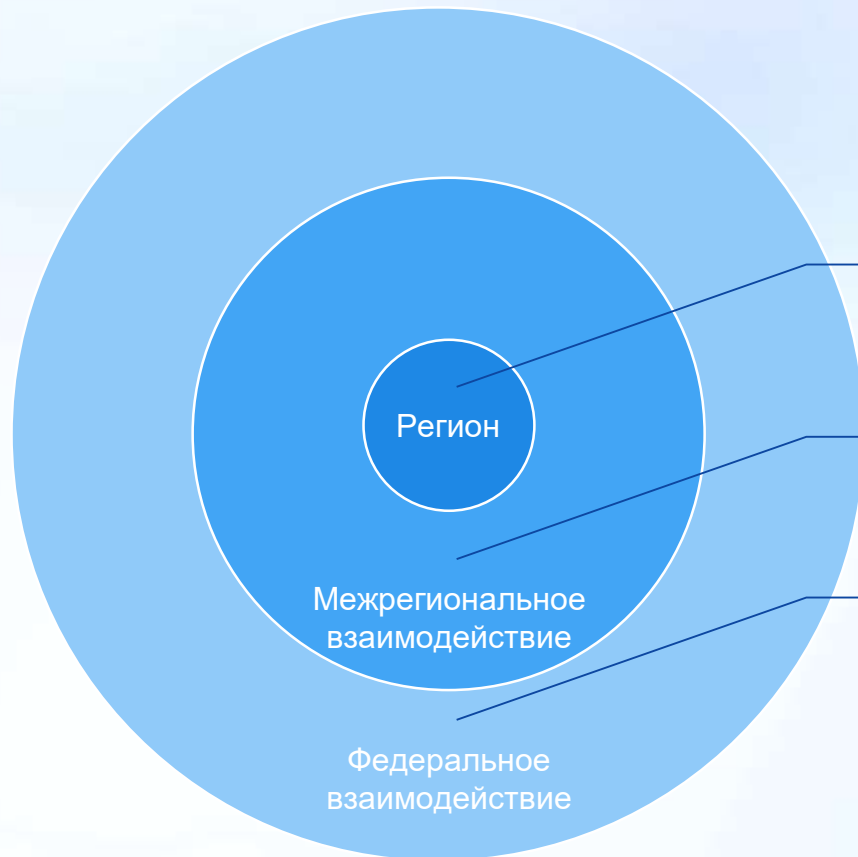 Регион
Межрегиональное
взаимодействие
Федеральное
взаимодействие